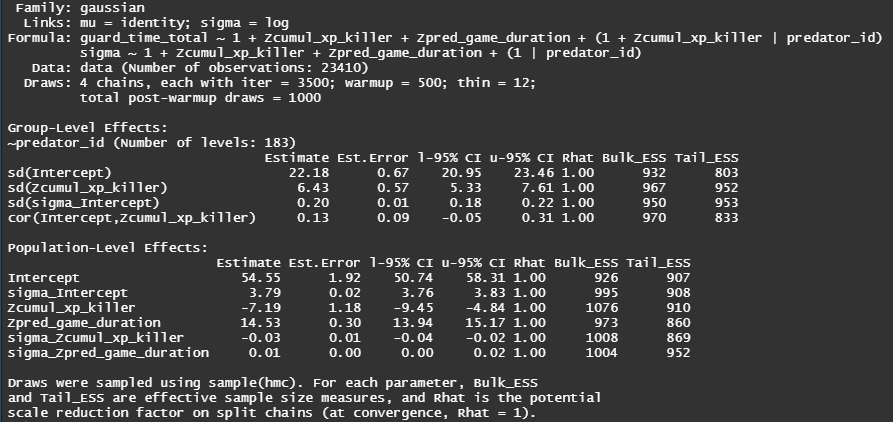 Family: gaussian
Links: mu = identity; sigma = log
Formula: guard_time_total ~ 1 + Zcumul_xp_killer + Zpred_game_duration + (1 + Zcumul_xp_killer | predator_id)
sigma ~ 1 + Zcumul_xp_killer + Zpred_game_duration + (1 | predator_id)
Data: data (Number of observations: 23410)
Draws: 4 chains, each with iter = 3500; warmup = 500; thin = 12;
total post-warmup draws = 1000
Group-Level Effects:
~predator_id (Number of levels: 183)
Estimate Est.Error l-95% CI u-95% CI Rhat Bulk_ESS Tail_ESS
sd(Intercept) 22.18 0.67 20.95 23.46 1.00 932 803
sd(Zcumul_xp_killer) 6.43 0.57 5.33 7.61 1.00 967 952
sd(sigma_Intercept) 0.20 0.01 0.18 0.22 1.00 950 953
cor(Intercept,Zcumul_xp_killer) 0.13 0.09 -0.05 0.31 1.00 970 833
Population-Level Effects:
Estimate Est.Error l-95% CI u-95% CI Rhat Bulk_ESS Tail_ESS
Intercept 54.55 1.92 50.74 58.31 1.00 926 907
sigma_Intercept 3.79 0.02 3.76 3.83 1.00 995 908
Zcumul_xp_killer -7.19 1.18 -9.45 -4.84 1.00 1076 910
Zpred_game_duration 14.53 0.30 13.94 15.17 1.00 973 860
sigma_Zcumul_xp_killer -0.03 0.01 -0.04 -0.02 1.00 1008 869
sigma_Zpred_game_duration 0.01 0.00 0.00 0.02 1.00 1004 952
Draws were sampled using sample(hmc). For each parameter, Bulk_ESS
and Tail_ESS are effective sample size measures, and Rhat is the potential
scale reduction factor on split chains (at convergence, Rhat = 1).